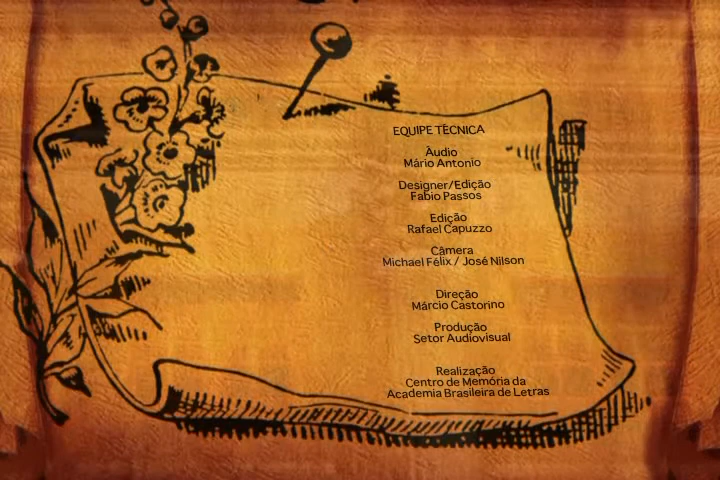 EQUIPE TÉCNICA
Àudio
Mário Antonio
Designer/Edição
Fabio Passos
Edição
Rafael Capuzzo
Câmera
Michael Félix / José Nilson
Direção
Márcio Castorino
Produção
Setor Audiovisual
Realização
Centro de Memória da
Academia Brasileira de Letras